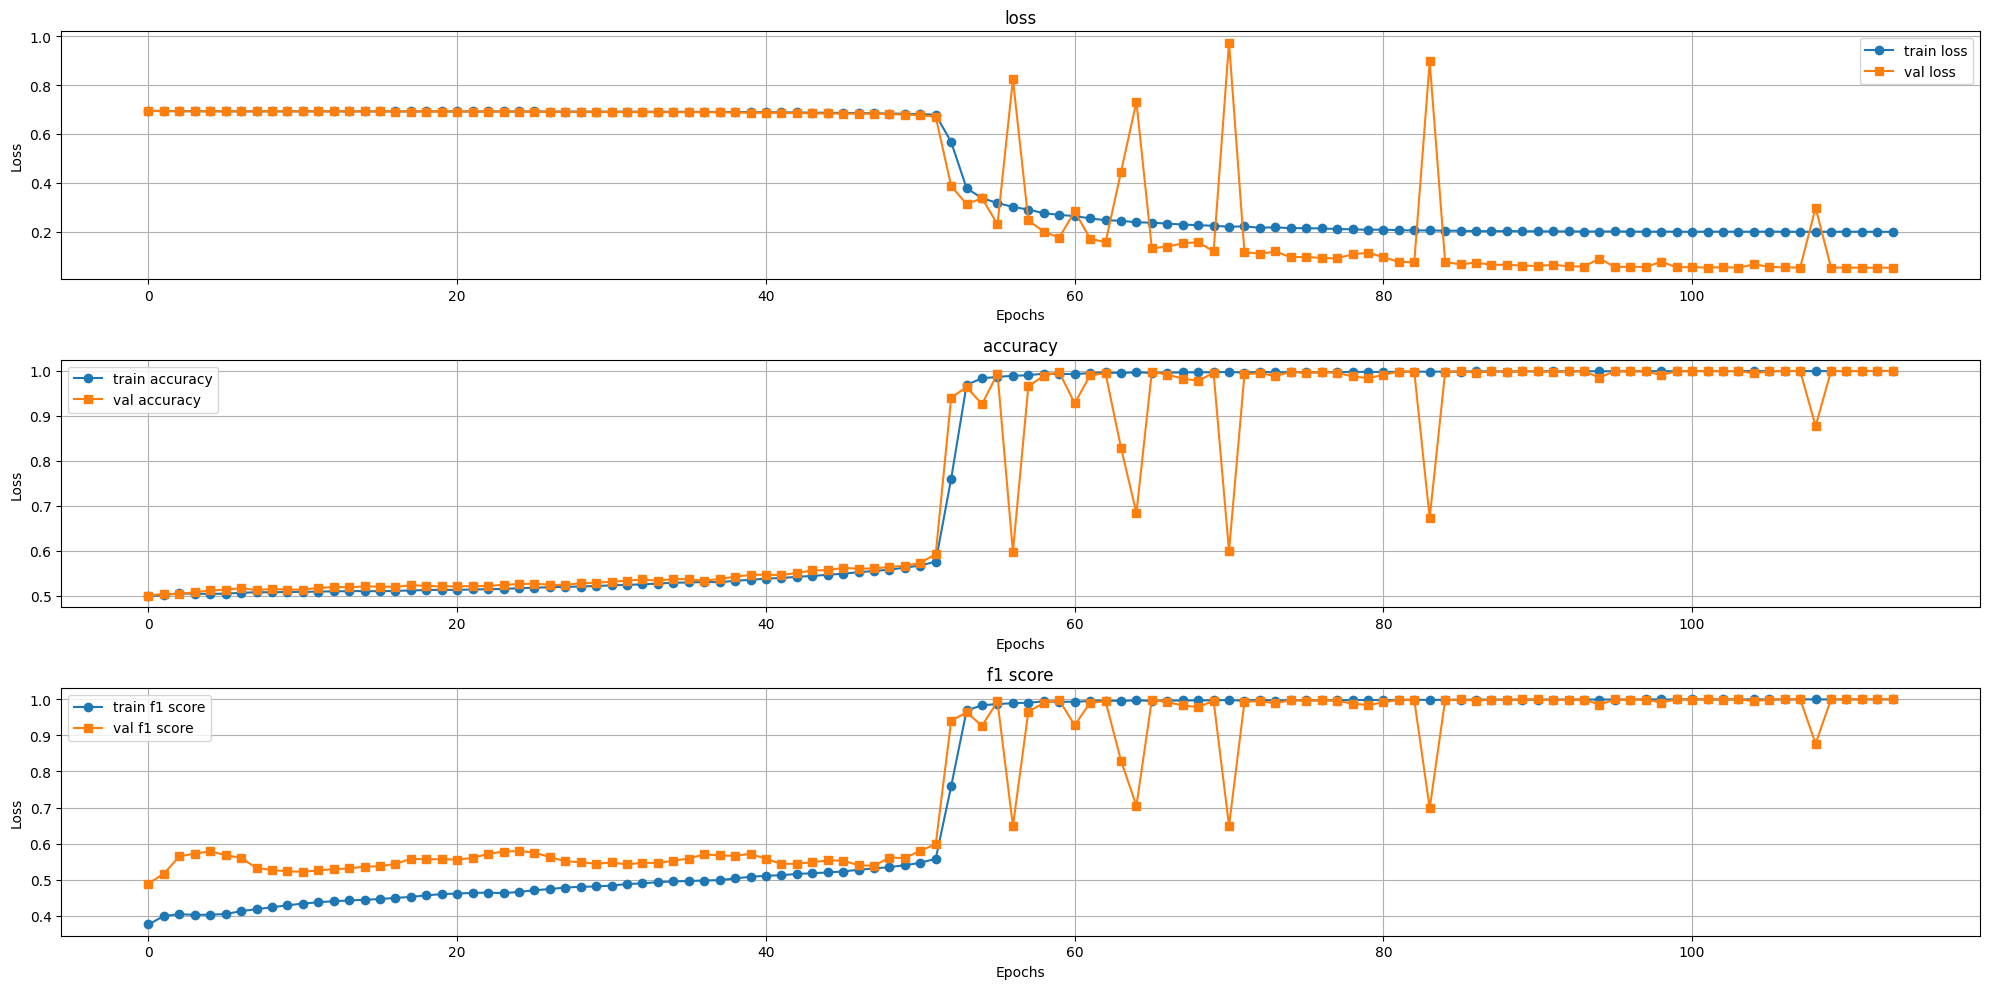 loss
1.0
0.8
0.6
0.4
0.2
Loss
train loss
val loss
0 20 40 60 80 100
Epochs
accuracy
1.0
0.9
0.8
0.7
0.6
0.5
Loss
train accuracy
val accuracy
0 20 40 60 80 100
Epochs
f1 score
1.0
0.9
0.8
0.7
0.6
0.5
0.4
Loss
train f1 score
val f1 score
0 20 40 60 80 100
Epochs